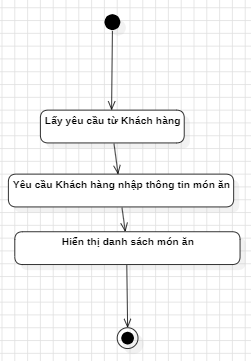 Lấy yêu cầu từ Khách hàng
Yêu cầu Khách hàng nhập thông tin món ăn
Hiển thị danh sách món ăn